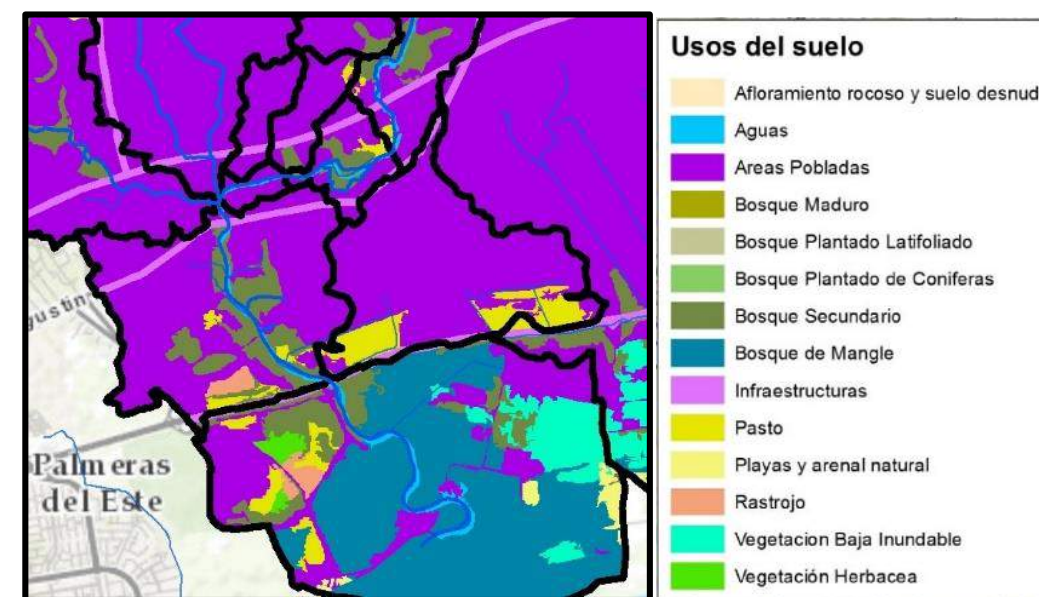 gustin
Palmeras
del Este
Usos del suelo
Afloramiento rocoso y suelo desnud
Aguas
Areas Pobladas
Bosque Maduro
Bosque Plantado Latifoliado
Bosque Plantado de Coniferas
Bosque Secundario
Bosque de Mangle
Infraestructuras
Pasto
Playas y arenal natural
Rastrojo
Vegetacion Baja Inundable
Vegetación Herbacea